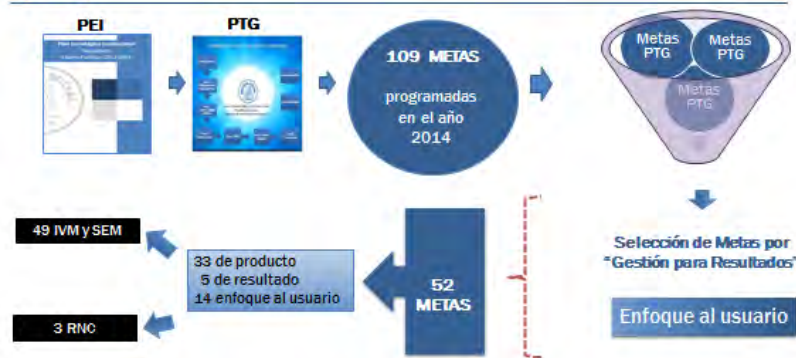 PEI
PTG
109 METAS
programadas
en el año
2014
Metas
PTG
Metas
PTG
Metas
PTG
Selección de Metas por
"Gestión para Resultados"
Enfoque al usuario
52
METAS
33 de producto
5 de resultado
14 enfoque al usuario
49 IVM y SEM
3 RNC